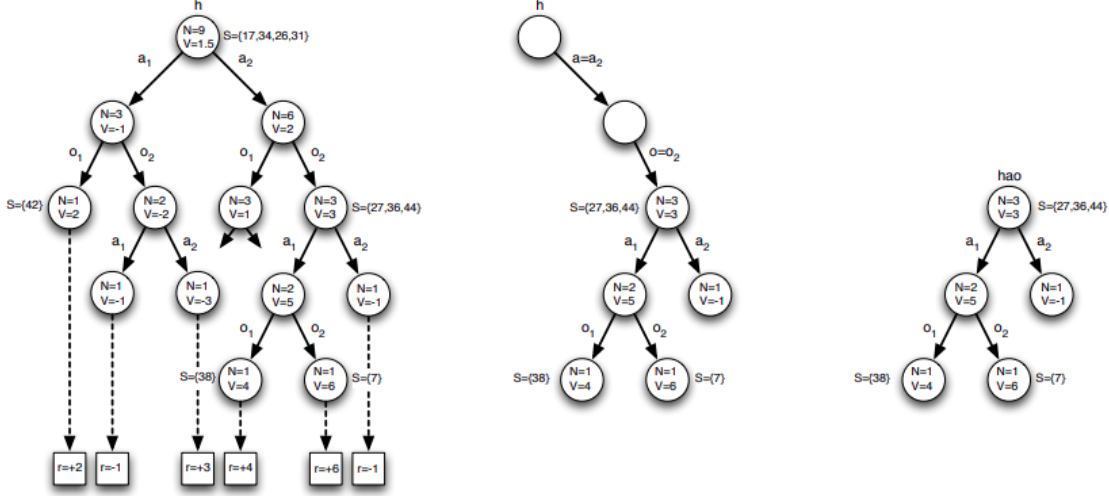 h
N=9
V=1.5
S={17,34,26,31}
a1
a2
N=3
V=-1
N=6
V=2
o1
o2
o1
o2
S={42}
N=1
V=2
N=2
V=-2
N=3
V=1
N=3
V=3
S={27,36,44}
a1
a2
a1
a2
N=1
V=-1
N=1
V=-3
N=2
V=5
N=1
V=-1
o1
o2
S={38}
N=1
V=4
N=1
V=6
S={7}
r=+2
r=-1
r=+3
r=+4
r=+6
r=-1
h
a=a2
o=o2
S={27,36,44}
N=3
V=3
a1
a2
N=2
V=5
N=1
V=-1
o1
o2
S={38}
N=1
V=4
N=1
V=6
S={7}
hao
N=3
V=3
S={27,36,44}
a1
a2
N=2
V=5
N=1
V=-1
o1
o2
S={38}
N=1
V=4
N=1
V=6
S={7}